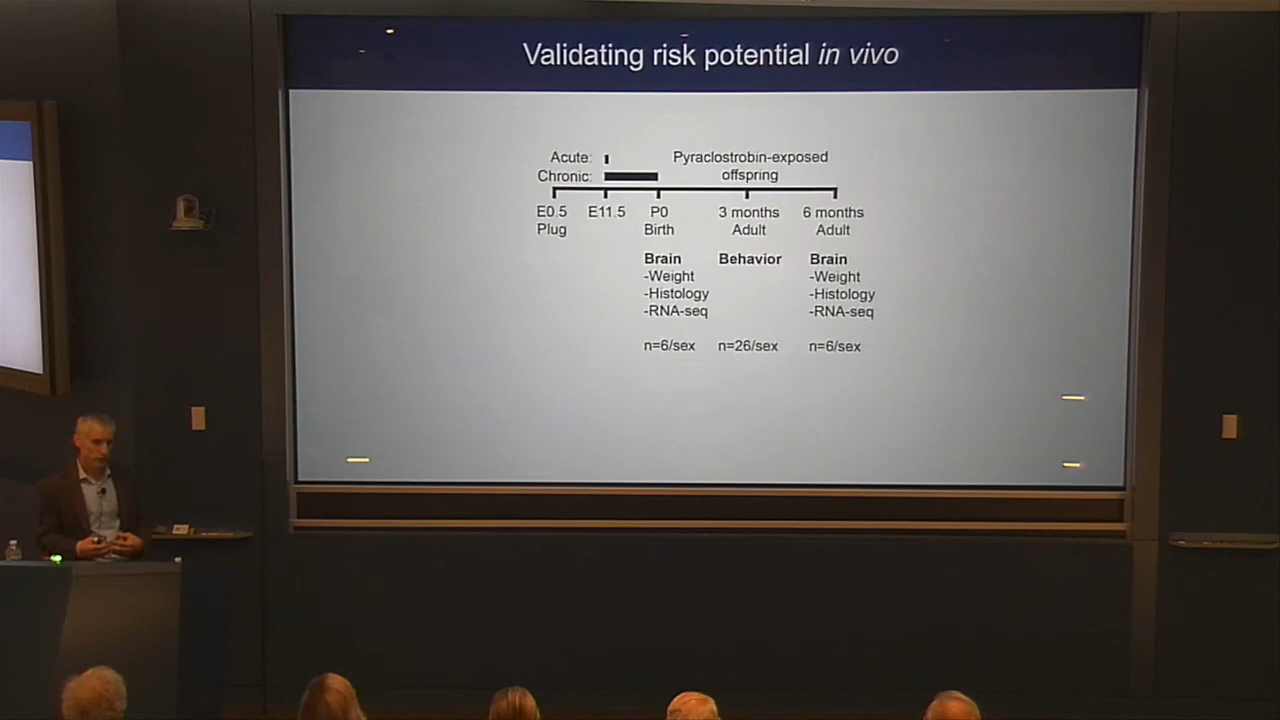 Validating risk potential in vivo
Acute:
Chronic:
Pyraclostrobin-exposed
offspring
E0.5 E11.5 P0 3 months 6 months
Plug Birth Adult Adult
Brain Behavior Brain
-Weight -Weight
-Histology -Histology
-RNA-seq -RNA-seq
n=6/sex n=26/sex n=6/sex